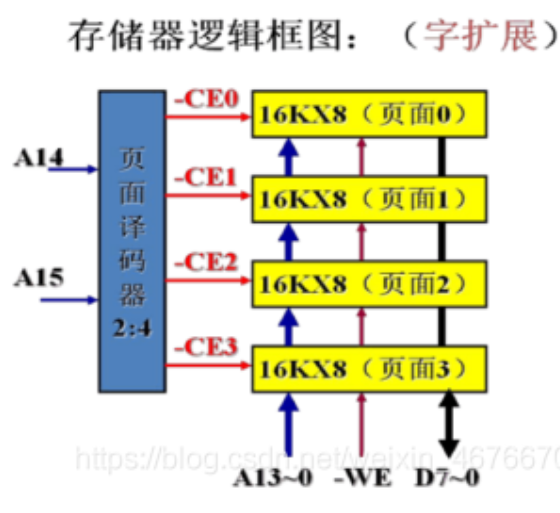 存储器逻辑框图：（字扩展）
-CE0
16KX8（页面0）
A14
-CE1
16KX8（页面1）
页面译码器2:4
A15
-CE2
16KX8（页面2）
-CE3
16KX8（页面3）
https://blog.csdn.net/weixin_4676670
A13~0 -WE D7~0